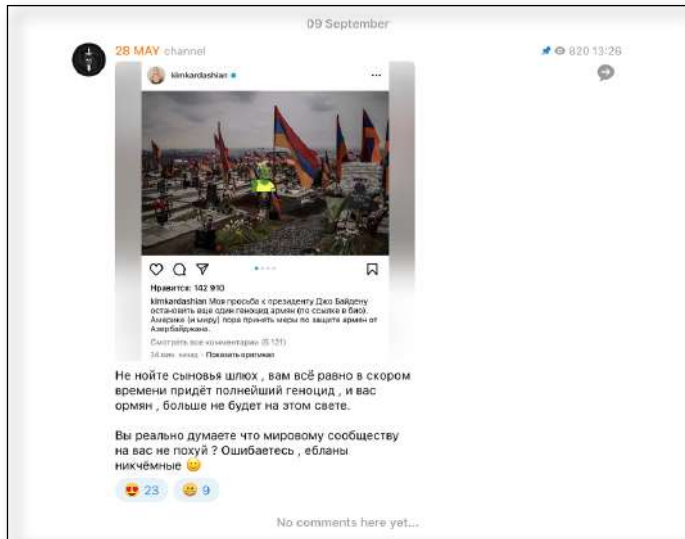 09 September
28 MAY channel
820 13:26
kimkardashian
Нравится: 142 910
kimkardashian Моя просьба к президенту Джо Байдену
остановить еще один геноцид армян (по ссылке в био).
Америке (и миру) пора принять меры по защите армян от
Азербайджана.
Смотреть все комментарии (5 121)
34 мин. назад · Показать оригинал
Не нойте сыновья шлюх , вам всё равно в скором
времени придёт полнейший геноцид , и вас
ормян , больше не будет на этом свете.
Вы реально думаете что мировому сообществу
на вас не похуй ? Ошибаетесь , ебланы
никчёмные 🙂
😍 23 😀 9
No comments here yet...